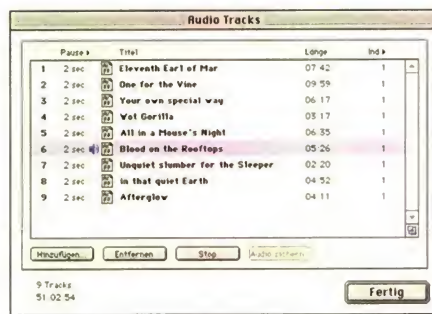 Audio Tracks
Pause Titel Länge Ind
1 2 sec Eleventh Earl of Mar 07 42 1
2 2 sec One for the Vine 09 59 1
3 2 sec Your own special way 06 17 1
4 2 sec Wot Gorilla 03 17 1
5 2 sec All in a Mouse's Night 06 35 1
6 2 sec Blood on the Rooftops 05 26 1
7 2 sec Unquiet slumber for the Sleeper 02 20 1
8 2 sec in that quiet Earth 04 52 1
9 2 sec Afterglow 04 11 1
Hinzufügen... Entfernen Stop Audio sichern
9 Tracks
51 02 54
Fertig